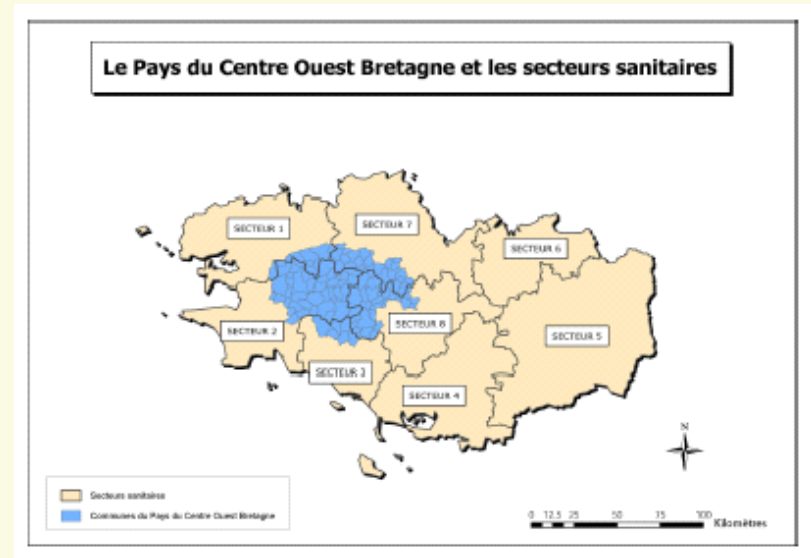 Le Pays du Centre Ouest Bretagne et les secteurs sanitaires
SECTEUR 1
SECTEUR 7
SECTEUR 6
SECTEUR 2
SECTEUR 8
SECTEUR 5
SECTEUR 3
SECTEUR 4
N
Secteurs sanitaires
Communes du Pays du Centre Ouest Bretagne
0 12.5 25 50 75 100
Kilomètres